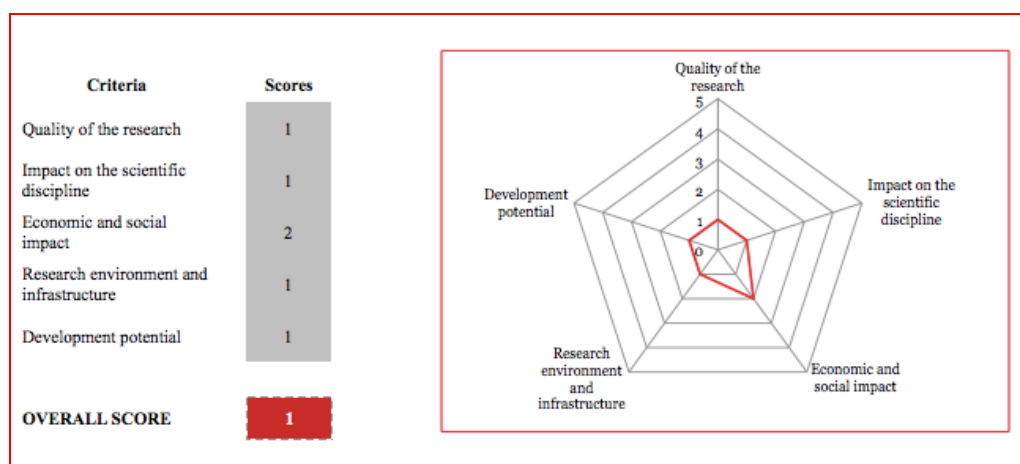 Criteria Scores
Quality of the research 1
Impact on the scientific
discipline
1
Economic and social
impact
2
Research environment and
infrastructure
1
Development potential 1
OVERALL SCORE 1
Quality of the
research
5
4
3
2
1
0
Impact on the
scientific
discipline
Economic and
social impact
Research
environment
and
infrastructure
Development
potential